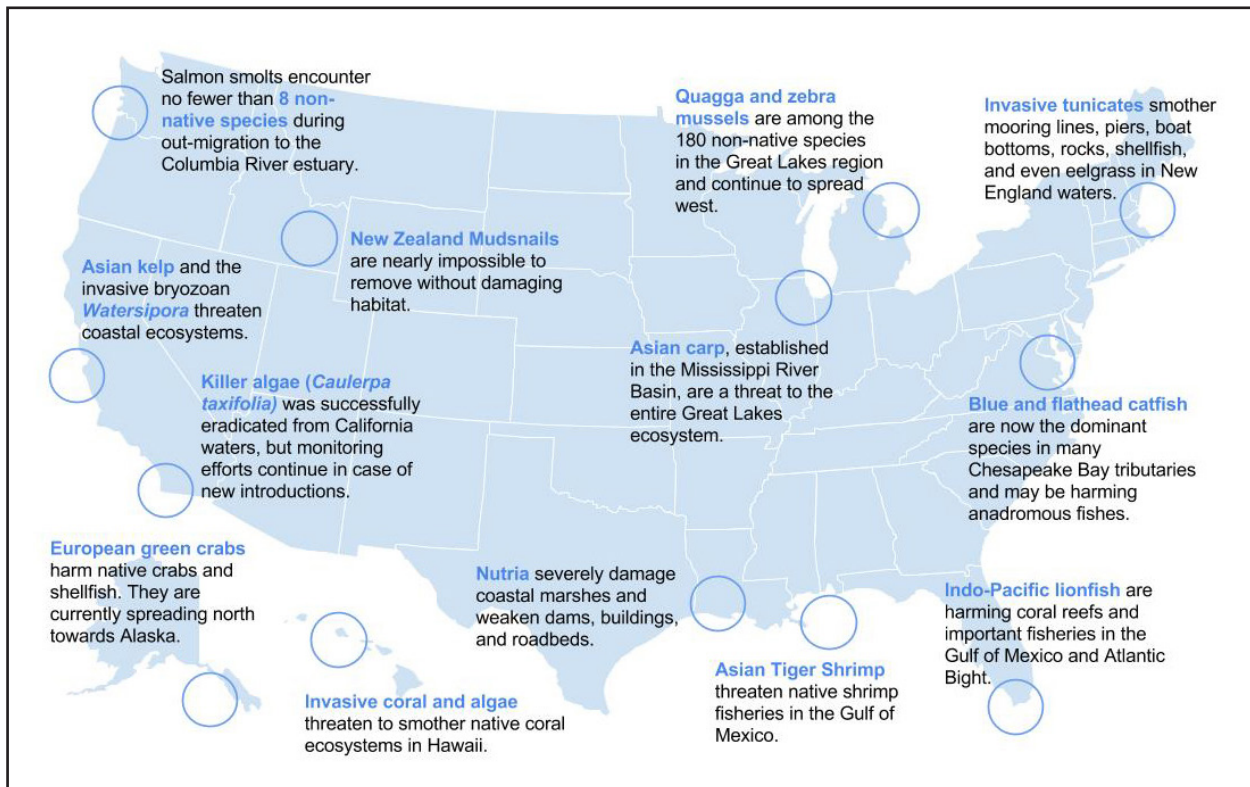 Salmon smolts encounter
no fewer than 8 non-
native species during
out-migration to the
Columbia River estuary.
Quagga and zebra
mussels are among the
180 non-native species
in the Great Lakes region
and continue to spread
west.
Invasive tunicates smother
mooring lines, piers, boat
bottoms, rocks, shellfish,
and even eelgrass in New
England waters.
New Zealand Mudsnails
are nearly impossible to
remove without damaging
habitat.
Asian kelp and the
invasive bryozoan
Watersipora threaten
coastal ecosystems.
Asian carp, established
in the Mississippi River
Basin, are a threat to the
entire Great Lakes
ecosystem.
Killer algae (Caulerpa
taxifolia) was successfully
eradicated from California
waters, but monitoring
efforts continue in case of
new introductions.
Blue and flathead catfish
are now the dominant
species in many
Chesapeake Bay tributaries
and may be harming
anadromous fishes.
European green crabs
harm native crabs and
shellfish. They are
currently spreading north
towards Alaska.
Nutria severely damage
coastal marshes and
weaken dams, buildings,
and roadbeds.
Indo-Pacific lionfish are
harming coral reefs and
important fisheries in the
Gulf of Mexico and Atlantic
Bight.
Invasive coral and algae
threaten to smother native coral
ecosystems in Hawaii.
Asian Tiger Shrimp
threaten native shrimp
fisheries in the Gulf of
Mexico.